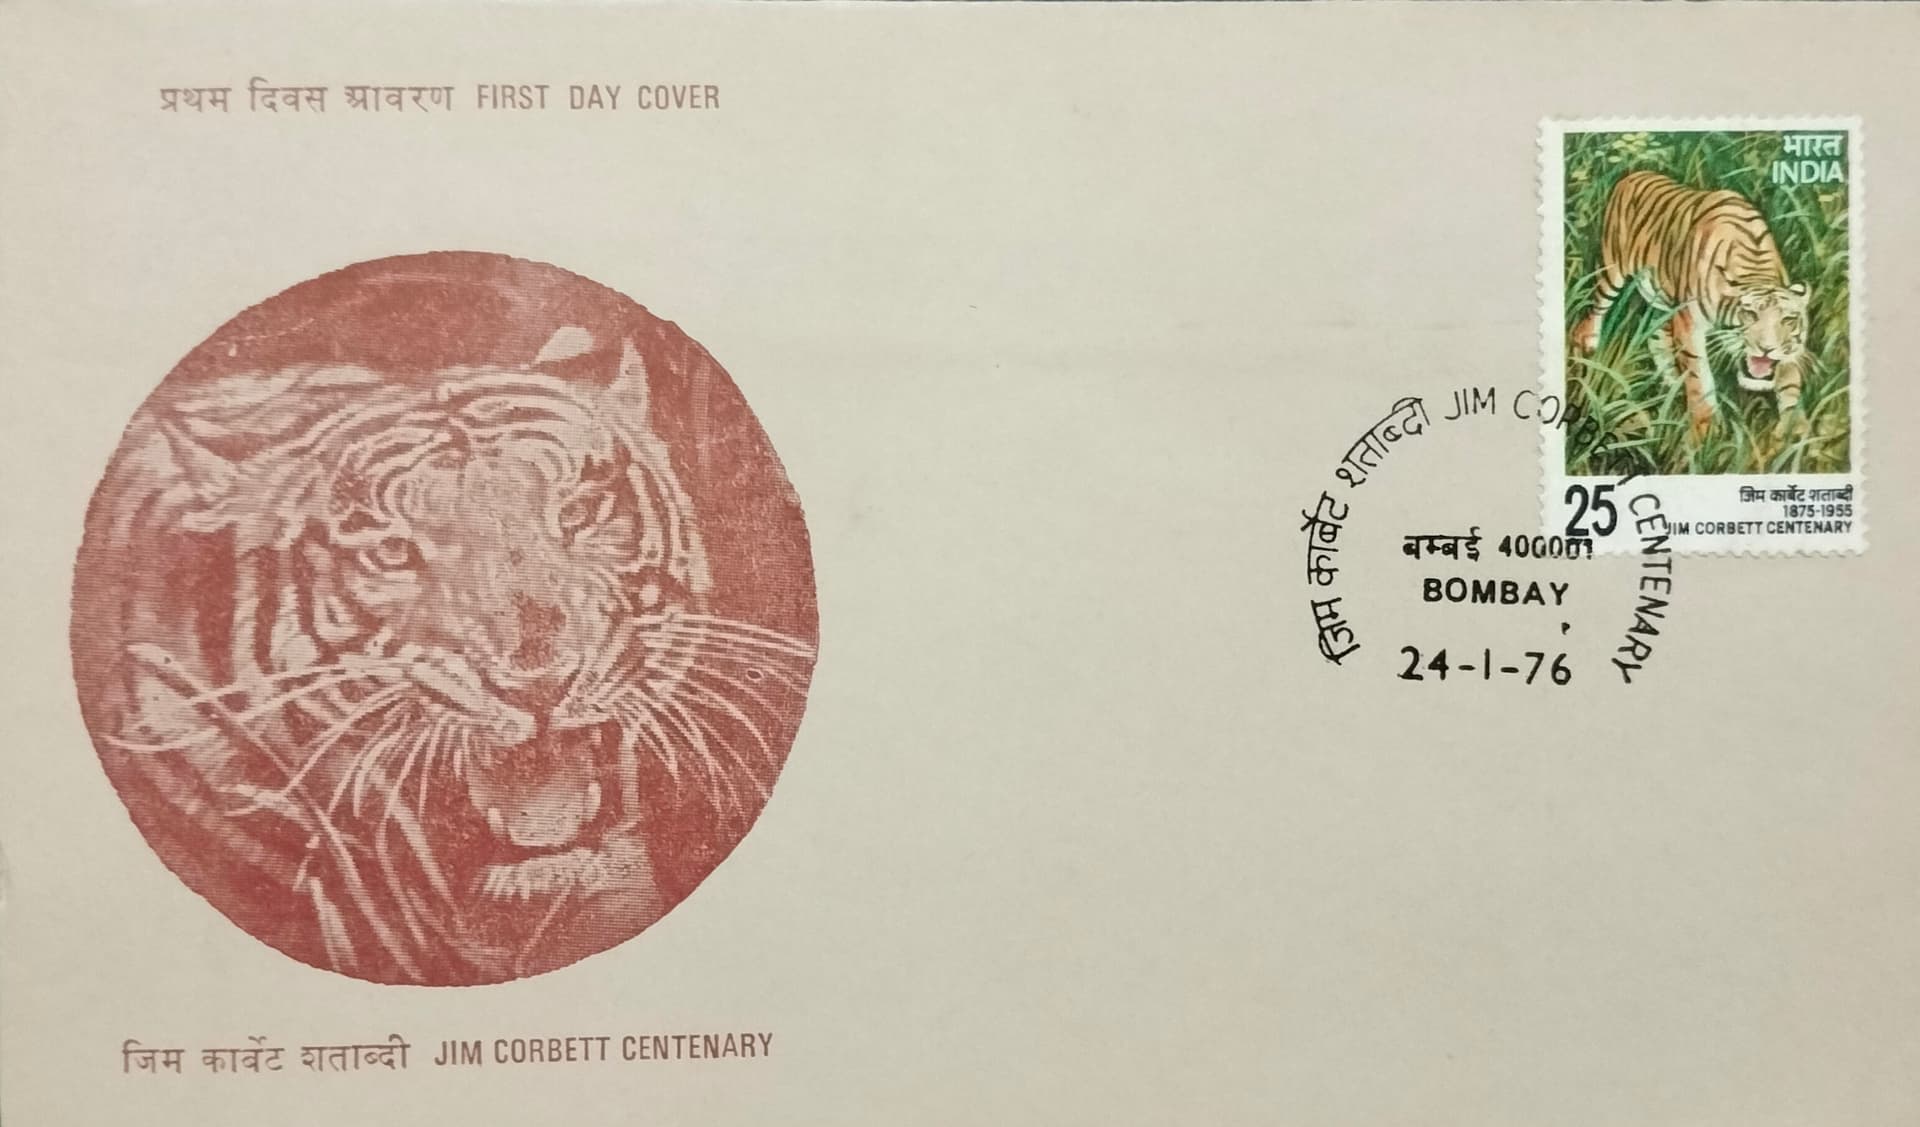 प्रथम दिवस आवरण FIRST DAY COVER
भारत
INDIA
25
जिम कार्बेट शताब्दी
1875-1955
JIM CORBETT CENTENARY
जिम कार्बेट शताब्दी JIM CORBETT CENTENARY
बम्बई 400001
BOMBAY
24-1-76
जिम कार्बेट शताब्दी JIM CORBETT CENTENARY